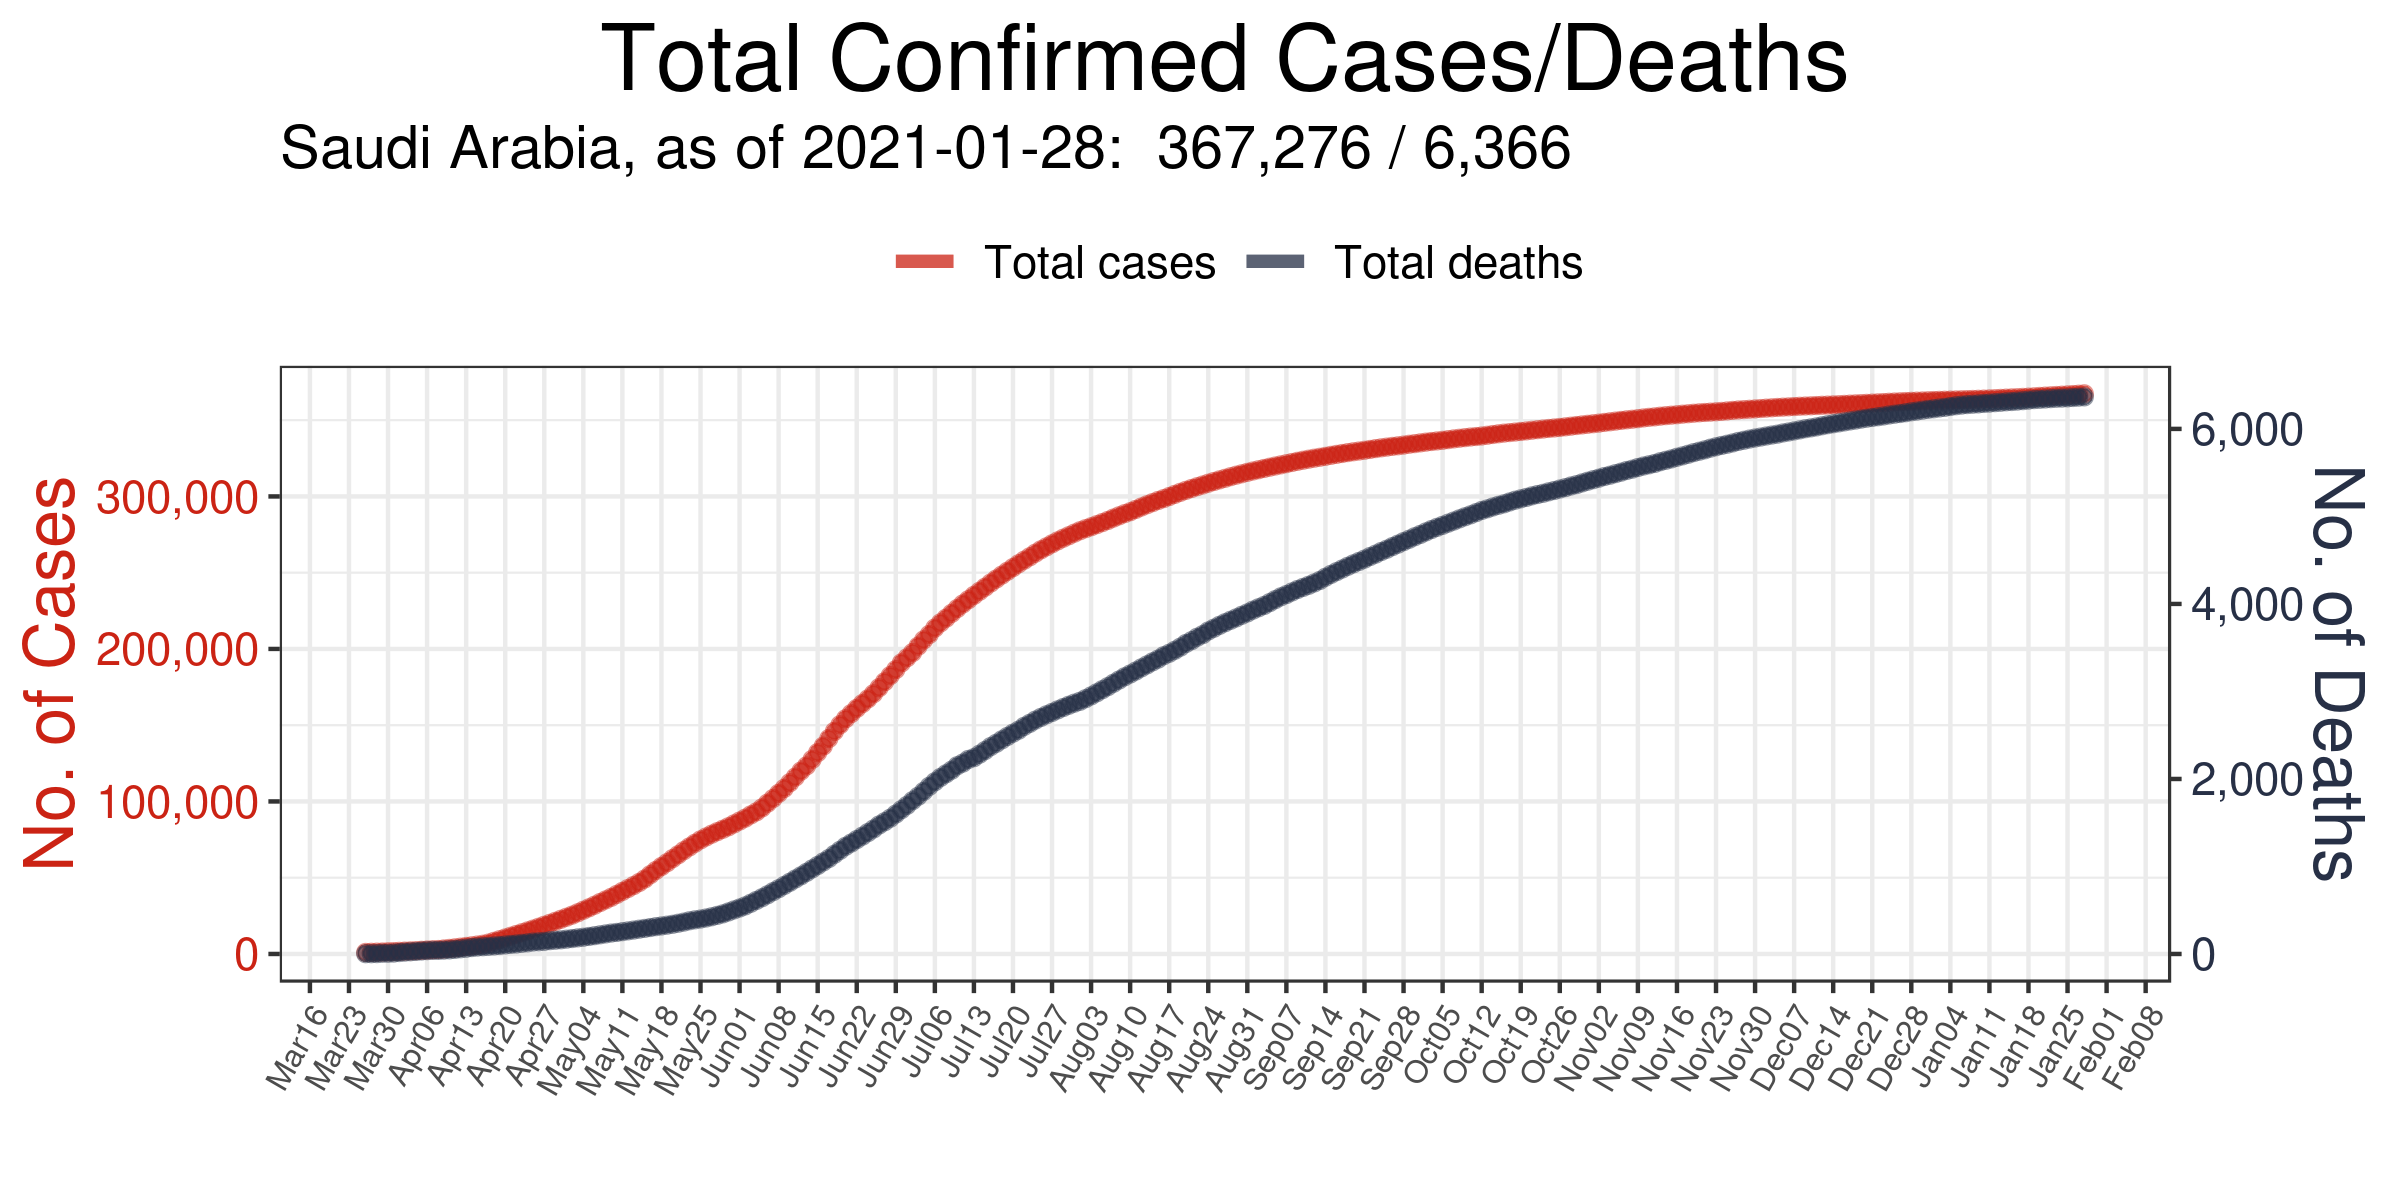 Total Confirmed Cases/Deaths
Saudi Arabia, as of 2021-01-28:  367,276 / 6,366
Total cases
Total deaths
No. of Cases
300,000
200,000
100,000
0
6,000
4,000
2,000
0
No. of Deaths
Mar16
Mar23
Mar30
Apr06
Apr13
Apr20
Apr27
May04
May11
May18
May25
Jun01
Jun08
Jun15
Jun22
Jun29
Jul06
Jul13
Jul20
Jul27
Aug03
Aug10
Aug17
Aug24
Aug31
Sep07
Sep14
Sep21
Sep28
Oct05
Oct12
Oct19
Oct26
Nov02
Nov09
Nov16
Nov23
Nov30
Dec07
Dec14
Dec21
Dec28
Jan04
Jan11
Jan18
Jan25
Feb01
Feb08